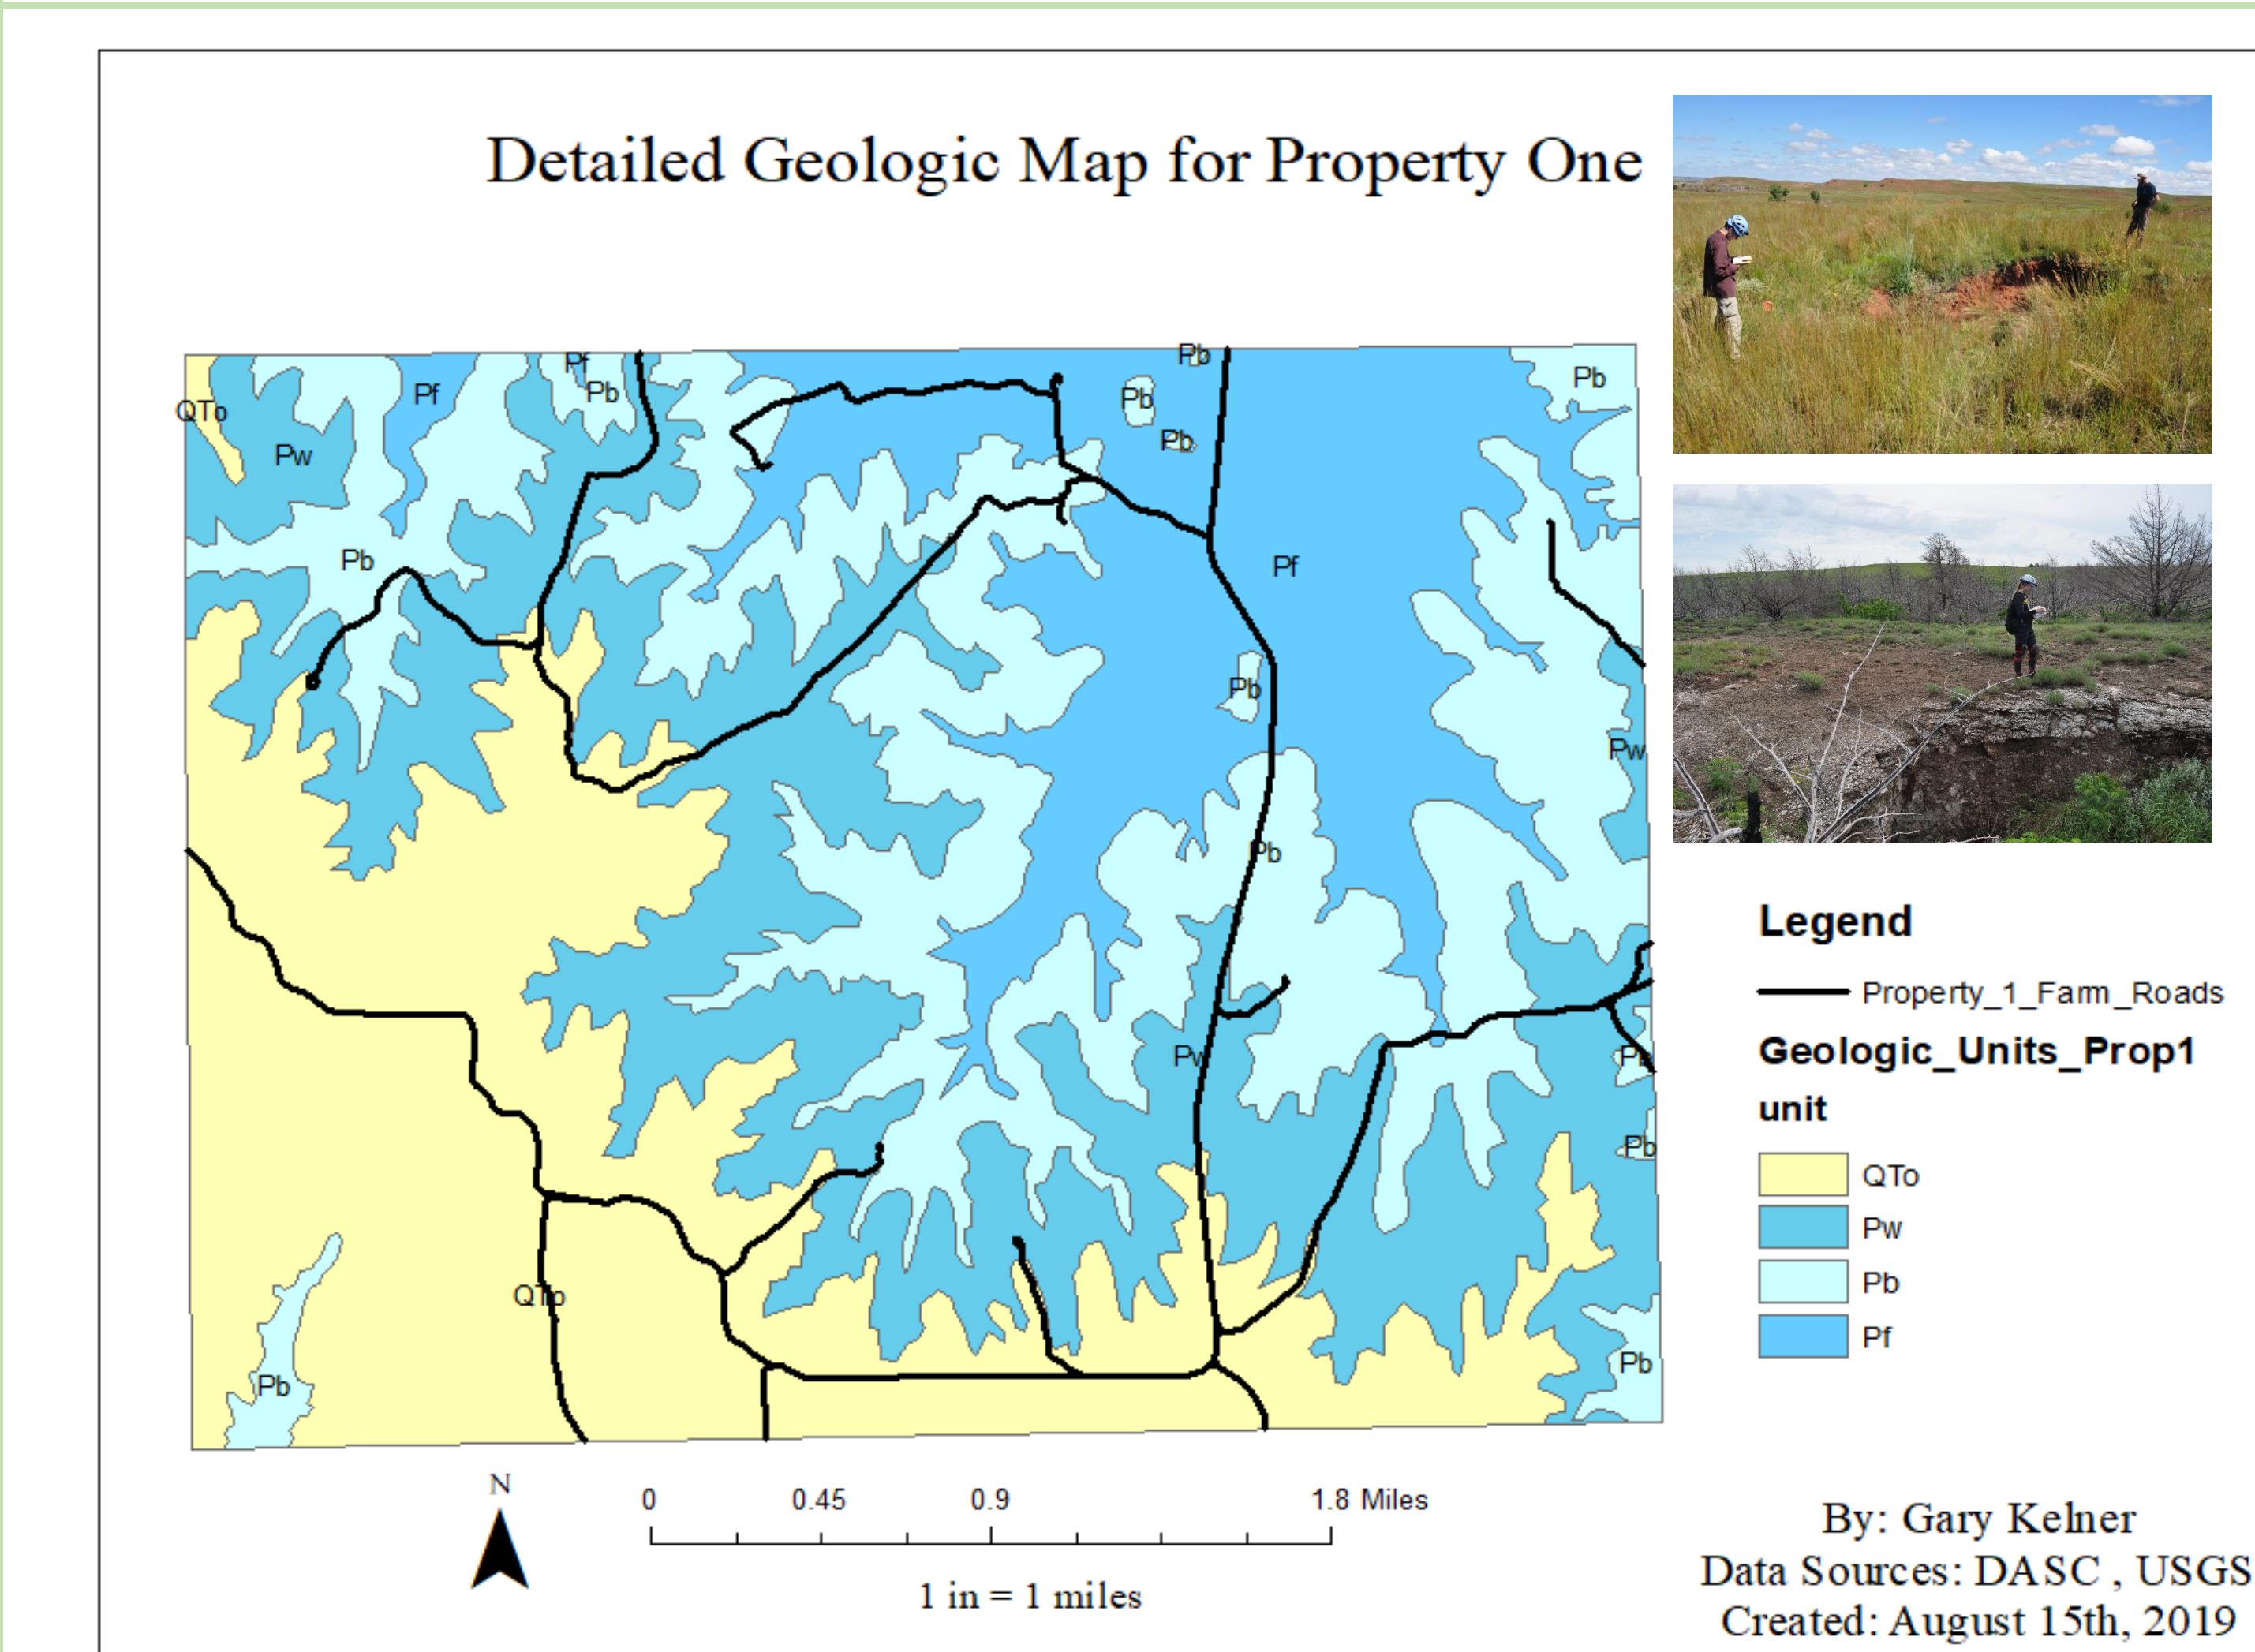 Detailed Geologic Map for Property One
Pf
Pb
Pb
Pb
Pf
Pb
QTo
Pb
Pw
Pb
Pf
Pb
Pw
Pb
Pw
Pb
Pb
QTo
Pb
Pb
Legend
Property_1_Farm_Roads
Geologic_Units_Prop1
unit
QTo
Pw
Pb
Pf
N
0 0.45 0.9 1.8 Miles
1 in = 1 miles
By: Gary Kelner
Data Sources: DASC , USGS
Created: August 15th, 2019